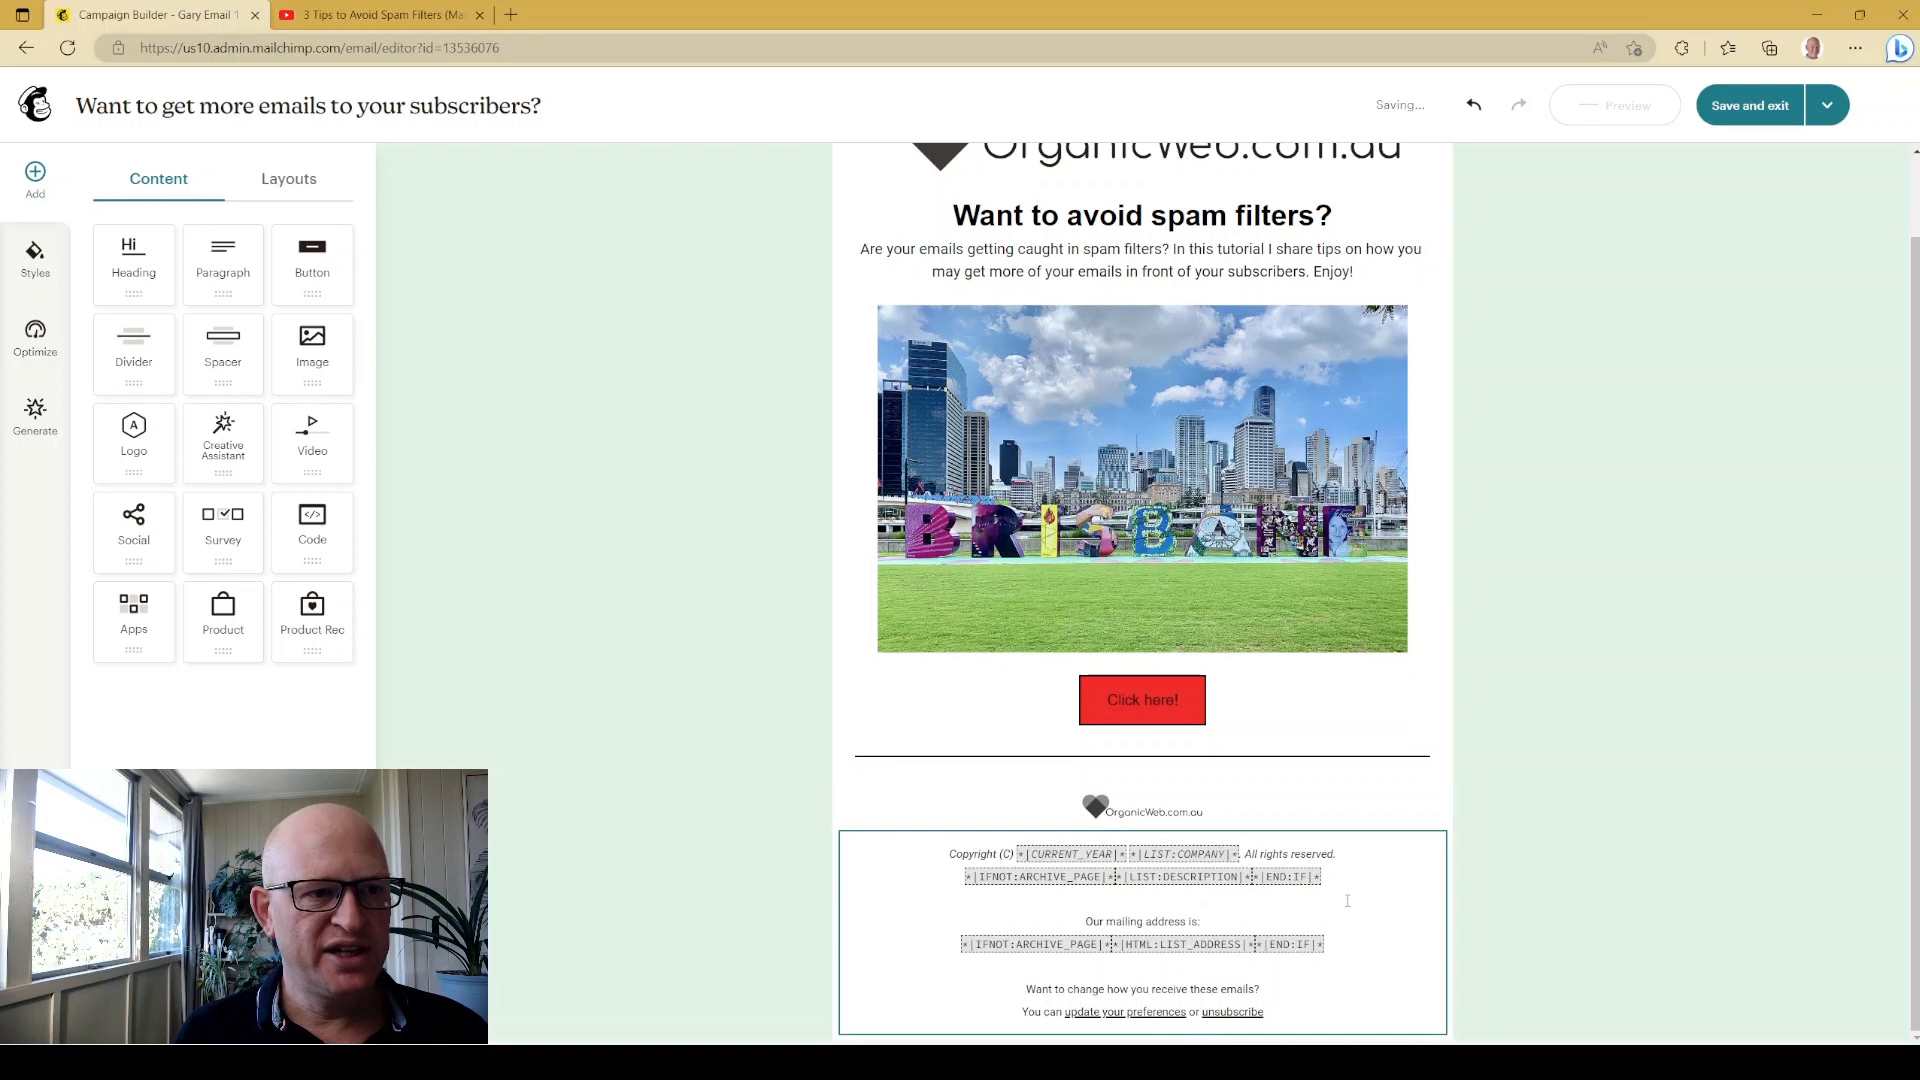 Campaign Builder - Gary Email 1
3 Tips to Avoid Spam Filters (Ma
https://us10.admin.mailchimp.com/email/editor?id=13536076
Want to get more emails to your subscribers?
Saving...
Preview
Save and exit
Add
Styles
Optimize
Generate
Content
Layouts
Heading
Paragraph
Button
Divider
Spacer
Image
Logo
Creative
Assistant
Video
Social
Survey
Code
Apps
Product
Product Rec
OrganicWeb.com.au
Want to avoid spam filters?
Are your emails getting caught in spam filters? In this tutorial I share tips on how you
may get more of your emails in front of your subscribers. Enjoy!
BRISBANE
Click here!
OrganicWeb.com.au
Copyright (C) *|CURRENT_YEAR|* *|LIST:COMPANY|*. All rights reserved.
*|IFNOT:ARCHIVE_PAGE|* *|LIST:DESCRIPTION|* *|END:IF|*
Our mailing address is:
*|IFNOT:ARCHIVE_PAGE|* *|HTML:LIST_ADDRESS|* *|END:IF|*
Want to change how you receive these emails?
You can update your preferences or unsubscribe